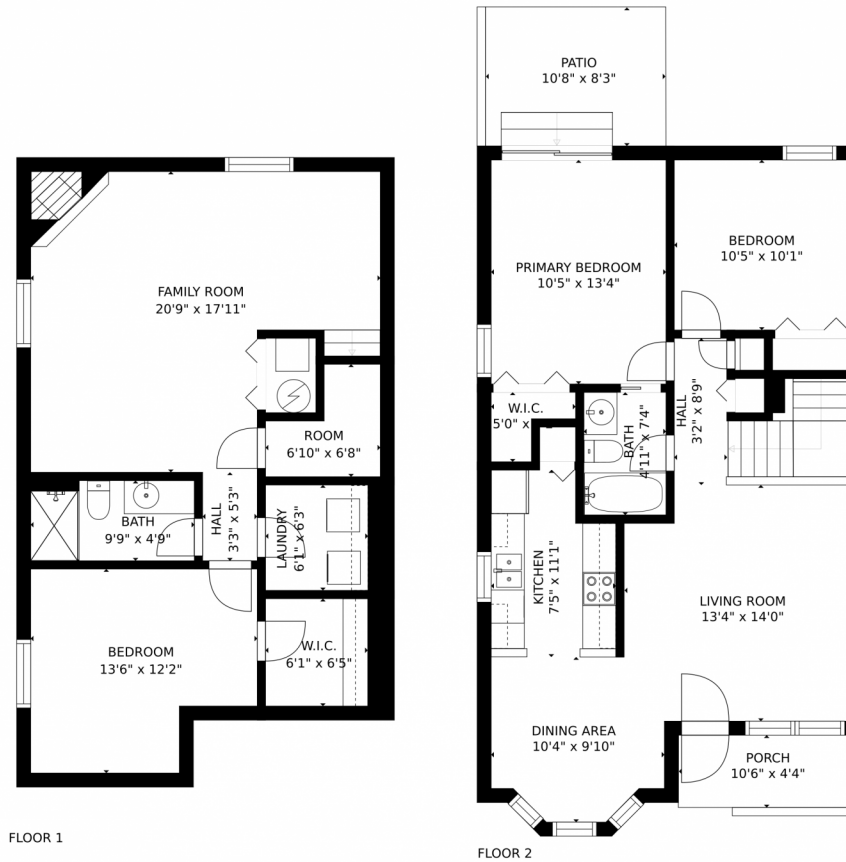 PATIO
10'8" x 8'3"
FAMILY ROOM
20'9" x 17'11"
PRIMARY BEDROOM
10'5" x 13'4"
BEDROOM
10'5" x 10'1"
ROOM
6'10" x 6'8"
W.I.C.
5'0" x
BATH
4'11" x 7'4"
HALL
3'2" x 8'9"
BATH
9'9" x 4'9"
HALL
3'3" x 5'3"
LAUNDRY
6'1" x 6'3"
KITCHEN
7'5" x 11'1"
LIVING ROOM
13'4" x 14'0"
BEDROOM
13'6" x 12'2"
W.I.C.
6'1" x 6'5"
DINING AREA
10'4" x 9'10"
PORCH
10'6" x 4'4"
FLOOR 1
FLOOR 2